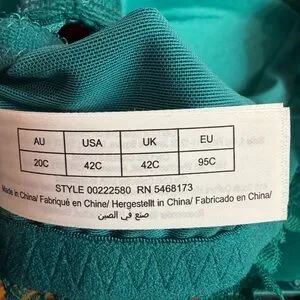 AU USA UK EU
20C 42C 42C 95C
STYLE 00222580 RN 5468173
Made in China/ Fabriqué en Chine/ Hergestellt in China/ Fabricado en China/
صنع في الصين